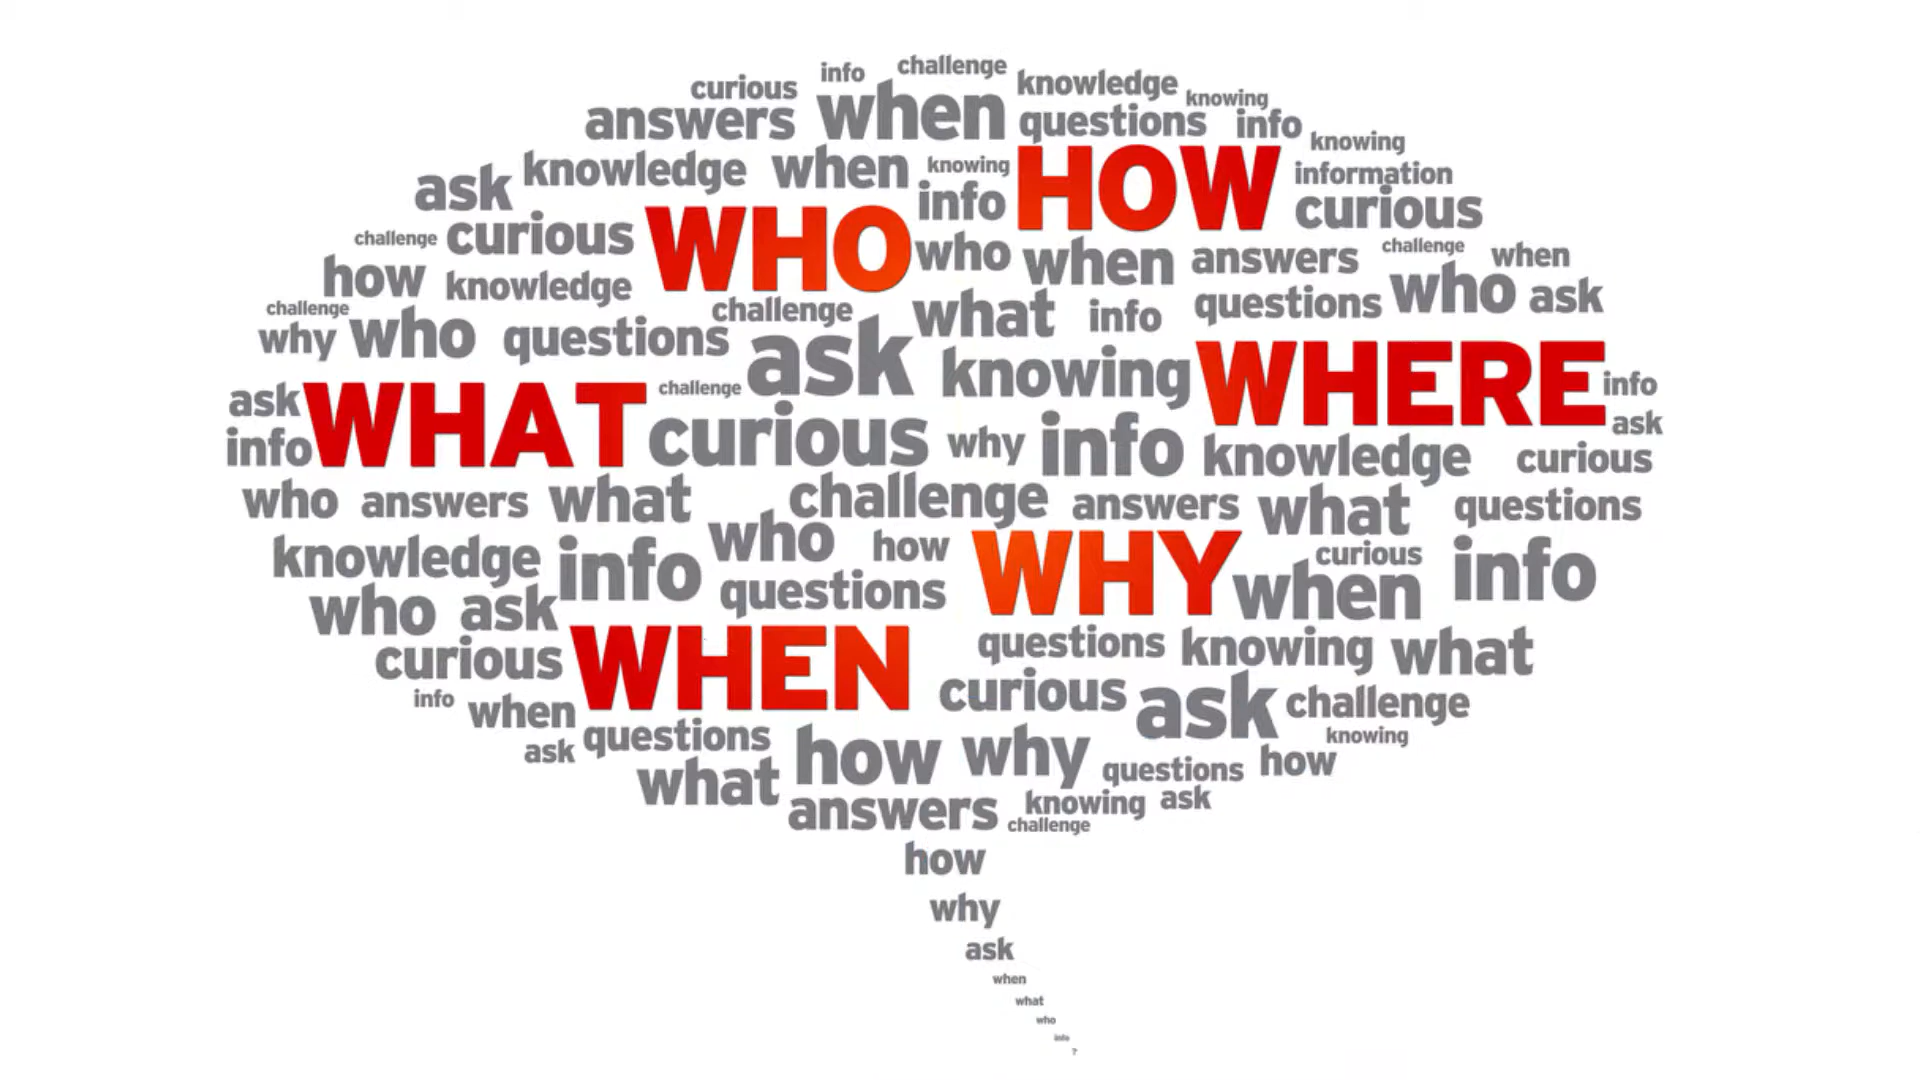 curious info challenge knowledge knowing
answers when questions info knowing
ask knowledge when knowing HOW information
challenge curious WHO info curious
how knowledge who when answers challenge when
challenge challenge what info questions who ask
why who questions ask knowing WHERE info
ask WHAT challenge ask
info curious why info knowledge curious
who answers what challenge answers what questions
knowledge info who how WHY curious info
who ask questions when
curious WHEN questions knowing what
info when curious ask challenge
ask questions how why questions how knowing
what answers knowing ask
challenge
how
why
ask
when
what
who
info
?